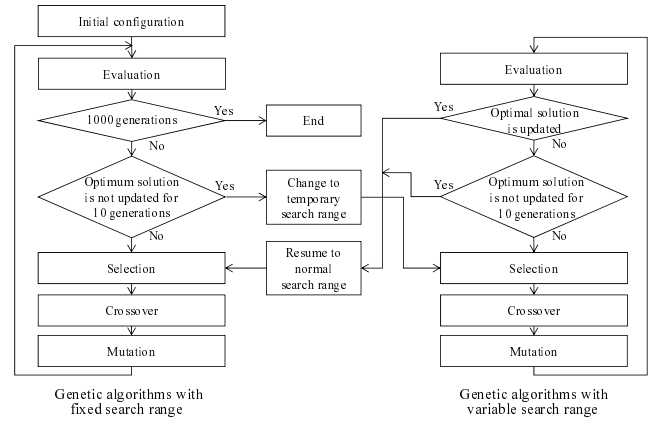 Initial configuration
Evaluation
1000 generations
Yes
End
No
Optimum solution
is not updated for
10 generations
Yes
Change to
temporary
search range
No
Resume to
normal
search range
Selection
Crossover
Mutation
Genetic algorithms with
fixed search range
Evaluation
Yes
Optimal solution
is updated
No
Yes
Optimum solution
is not updated for
10 generations
No
Selection
Crossover
Mutation
Genetic algorithms with
variable search range